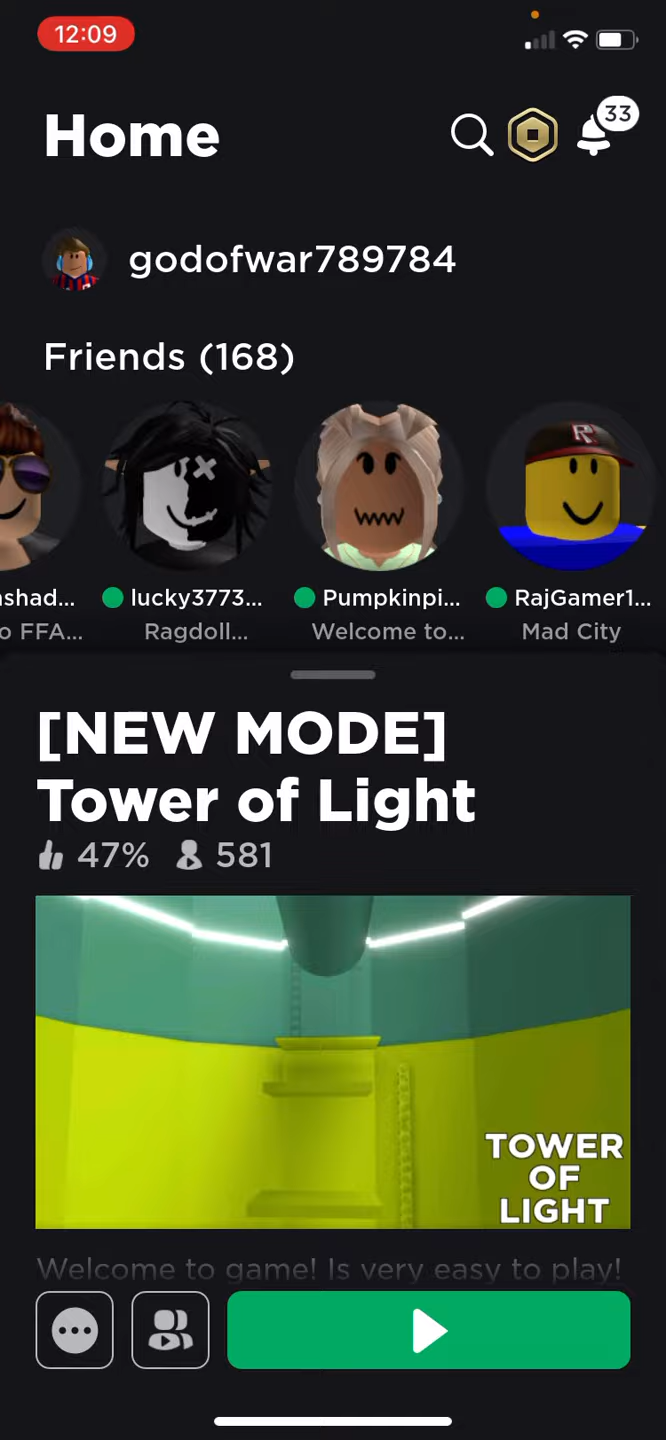 12:09
Home
33
godofwar789784
Friends (168)
shad...
lucky3773...
Pumpkinpi...
RajGamer1...
o FFA...
Ragdoll...
Welcome to...
Mad City
[NEW MODE]
Tower of Light
47% 581
TOWER
OF
LIGHT
Welcome to game! Is very easy to play!